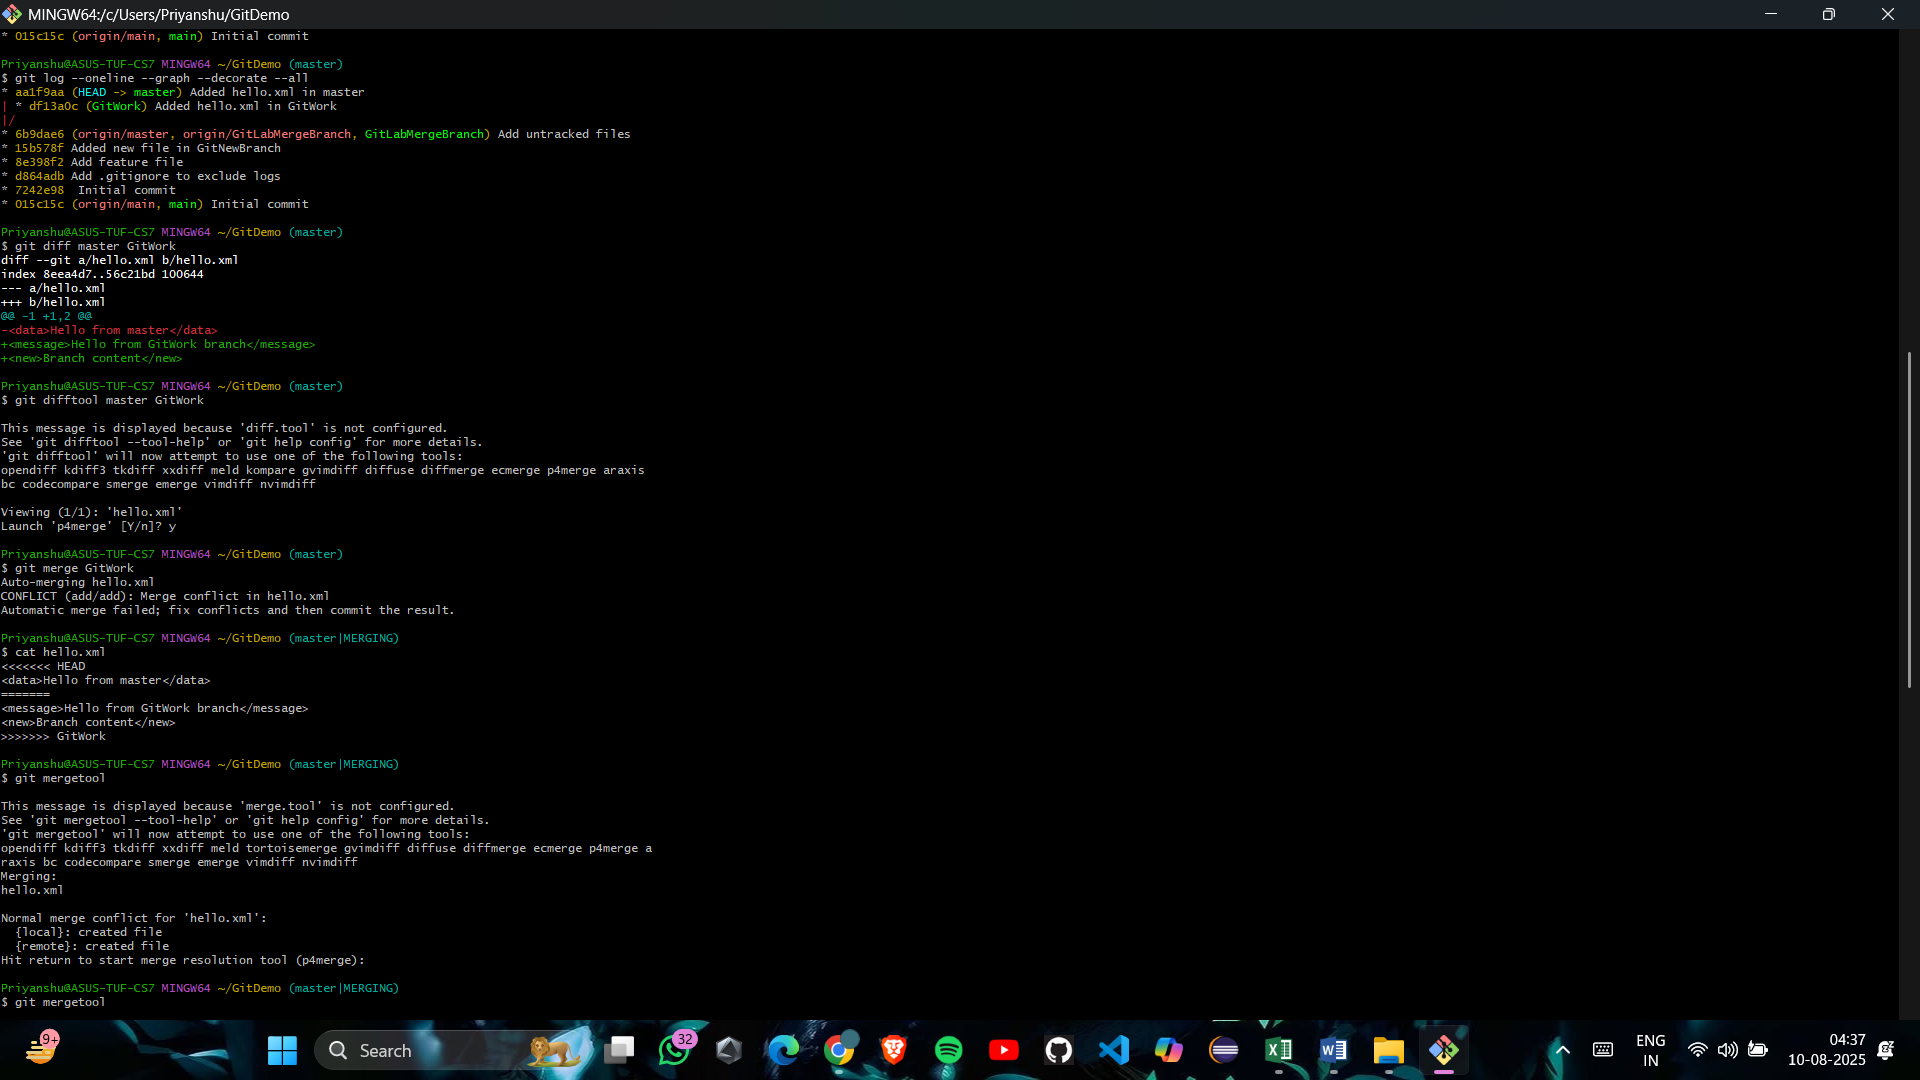 MINGW64:/c/Users/Priyanshu/GitDemo
* 015c15c (origin/main, main) Initial commit
Priyanshu@ASUS-TUF-CS7 MINGW64 ~/GitDemo (master)
$ git log --oneline --graph --decorate --all
* aa1f9aa (HEAD -> master) Added hello.xml in master
| * df13a0c (GitWork) Added hello.xml in GitWork
|/
* 6b9dae6 (origin/master, origin/GitLabMergeBranch, GitLabMergeBranch) Add untracked files
* 15b578f Added new file in GitNewBranch
* 8e398f2 Add feature file
* d864adb Add .gitignore to exclude logs
* 7242e98  Initial commit
* 015c15c (origin/main, main) Initial commit
Priyanshu@ASUS-TUF-CS7 MINGW64 ~/GitDemo (master)
$ git diff master GitWork
diff --git a/hello.xml b/hello.xml
index 8eea4d7..56c21bd 100644
--- a/hello.xml
+++ b/hello.xml
@@ -1 +1,2 @@
-<data>Hello from master</data>
+<message>Hello from GitWork branch</message>
+<new>Branch content</new>
Priyanshu@ASUS-TUF-CS7 MINGW64 ~/GitDemo (master)
$ git difftool master GitWork
This message is displayed because 'diff.tool' is not configured.
See 'git difftool --tool-help' or 'git help config' for more details.
'git difftool' will now attempt to use one of the following tools:
opendiff kdiff3 tkdiff xxdiff meld kompare gvimdiff diffuse diffmerge ecmerge p4merge araxis
bc codecompare smerge emerge vimdiff nvimdiff
Viewing (1/1): 'hello.xml'
Launch 'p4merge' [Y/n]? y
Priyanshu@ASUS-TUF-CS7 MINGW64 ~/GitDemo (master)
$ git merge GitWork
Auto-merging hello.xml
CONFLICT (add/add): Merge conflict in hello.xml
Automatic merge failed; fix conflicts and then commit the result.
Priyanshu@ASUS-TUF-CS7 MINGW64 ~/GitDemo (master|MERGING)
$ cat hello.xml
<<<<<<< HEAD
<data>Hello from master</data>
=======
<message>Hello from GitWork branch</message>
<new>Branch content</new>
>>>>>>> GitWork
Priyanshu@ASUS-TUF-CS7 MINGW64 ~/GitDemo (master|MERGING)
$ git mergetool
This message is displayed because 'merge.tool' is not configured.
See 'git mergetool --tool-help' or 'git help config' for more details.
'git mergetool' will now attempt to use one of the following tools:
opendiff kdiff3 tkdiff xxdiff meld tortoisemerge gvimdiff diffuse diffmerge ecmerge p4merge a
raxis bc codecompare smerge emerge vimdiff nvimdiff
Merging:
hello.xml
Normal merge conflict for 'hello.xml':
  {local}: created file
  {remote}: created file
Hit return to start merge resolution tool (p4merge):
Priyanshu@ASUS-TUF-CS7 MINGW64 ~/GitDemo (master|MERGING)
$ git mergetool
9+
Search
32
ENG
IN
04:37
10-08-2025